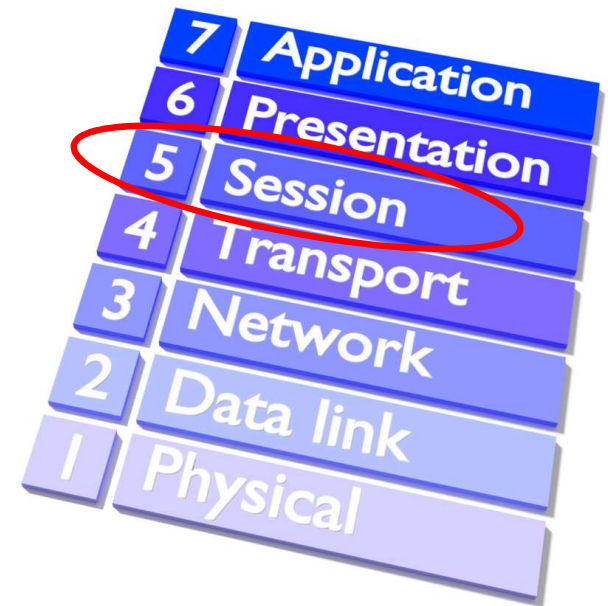 7 Application
6 Presentation
5 Session
4 Transport
3 Network
2 Data link
1 Physical